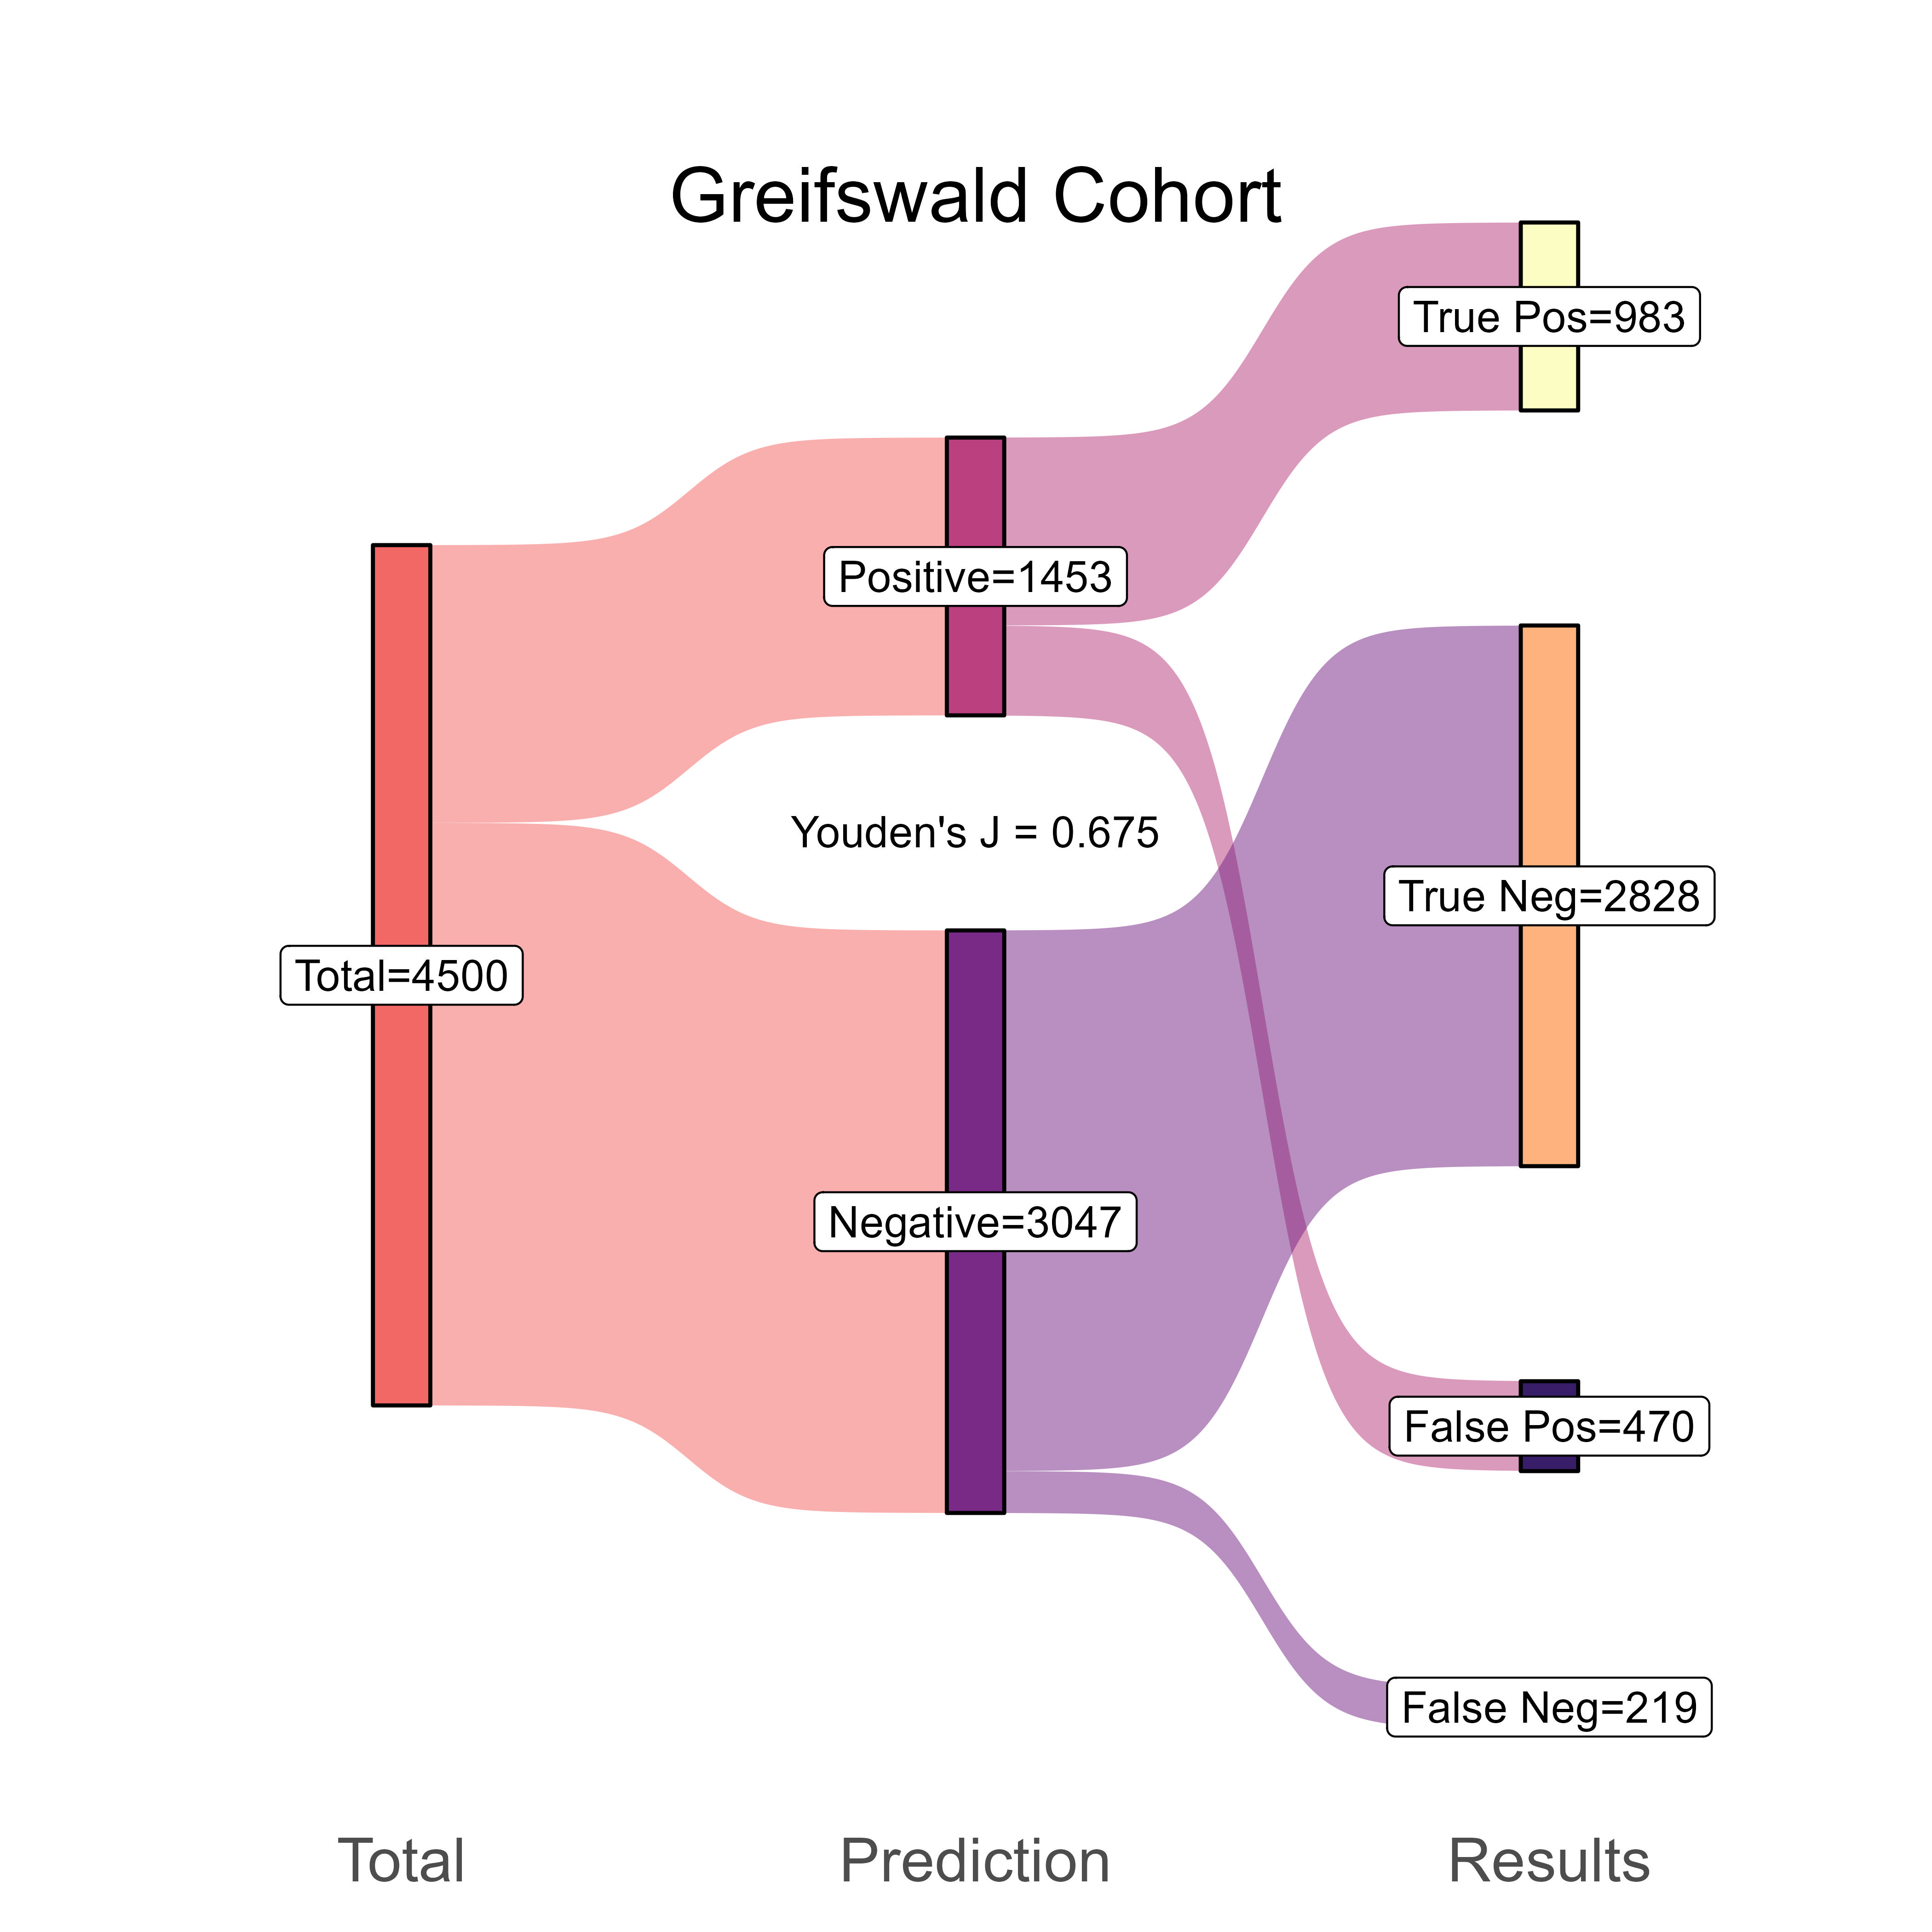 Greifswald Cohort
True Pos=983
Positive=1453
Youden's J = 0.675
True Neg=2828
Total=4500
Negative=3047
False Pos=470
False Neg=219
Total
Prediction
Results